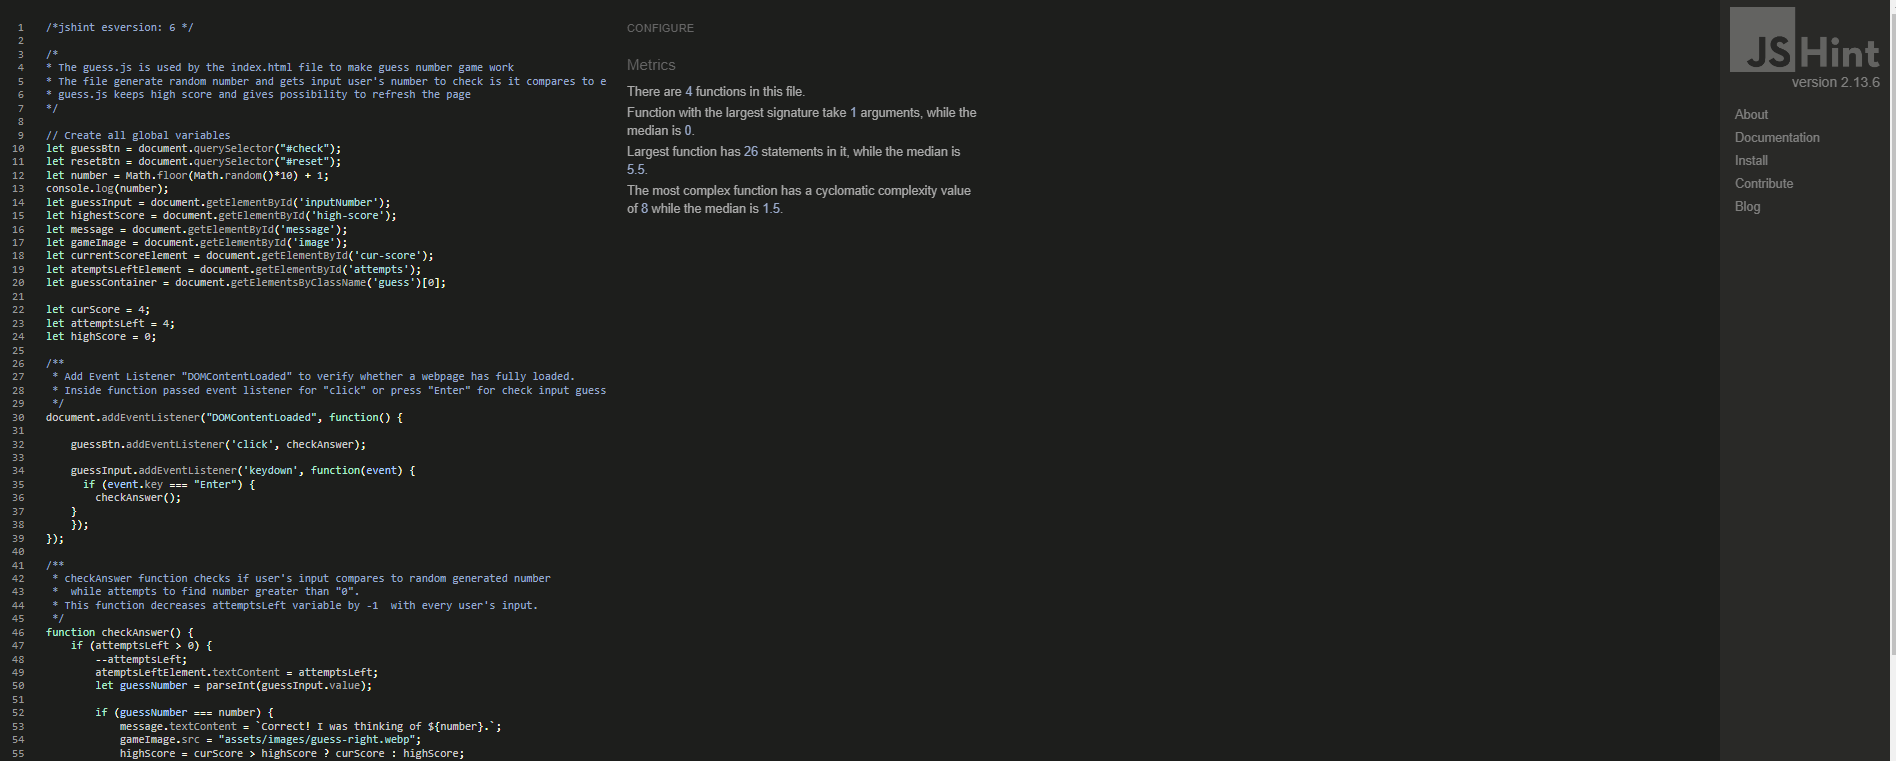 1 /*jshint esversion: 6 */
2
3 /*
4 * The guess.js is used by the index.html file to make guess number game work
5 * The file generate random number and gets input user's number to check is it compares to e
6 * guess.js keeps high score and gives possibility to refresh the page
7 */
8
9 // Create all global variables
10 let guessBtn = document.querySelector("#check");
11 let resetBtn = document.querySelector("#reset");
12 let number = Math.floor(Math.random()*10) + 1;
13 console.log(number);
14 let guessInput = document.getElementById('inputNumber');
15 let highestScore = document.getElementById('high-score');
16 let message = document.getElementById('message');
17 let gameImage = document.getElementById('image');
18 let currentScoreElement = document.getElementById('cur-score');
19 let atemptsLeftElement = document.getElementById('attempts');
20 let guessContainer = document.getElementsByClassName('guess')[0];
21
22 let curScore = 4;
23 let attemptsLeft = 4;
24 let highScore = 0;
25
26 /**
27 * Add Event Listener "DOMContentLoaded" to verify whether a webpage has fully loaded.
28 * Inside function passed event listener for "click" or press "Enter" for check input guess
29 */
30 document.addEventListener("DOMContentLoaded", function() {
31
32 guessBtn.addEventListener('click', checkAnswer);
33
34 guessInput.addEventListener('keydown', function(event) {
35 if (event.key === "Enter") {
36 checkAnswer();
37 }
38 });
39 });
40
41 /**
42 * checkAnswer function checks if user's input compares to random generated number
43 * while attempts to find number greater than "0".
44 * This function decreases attemptsLeft variable by -1 with every user's input.
45 */
46 function checkAnswer() {
47 if (attemptsLeft > 0) {
48 --attemptsLeft;
49 atemptsLeftElement.textContent = attemptsLeft;
50 let guessNumber = parseInt(guessInput.value);
51
52 if (guessNumber === number) {
53 message.textContent = `Correct! I was thinking of ${number}.`;
54 gameImage.src = "assets/images/guess-right.webp";
55 highScore = curScore > highScore ? curScore : highScore;
CONFIGURE
Metrics
There are 4 functions in this file.
Function with the largest signature take 1 arguments, while the
median is 0.
Largest function has 26 statements in it, while the median is
5.5.
The most complex function has a cyclomatic complexity value
of 8 while the median is 1.5.
JSHint
version 2.13.6
About
Documentation
Install
Contribute
Blog